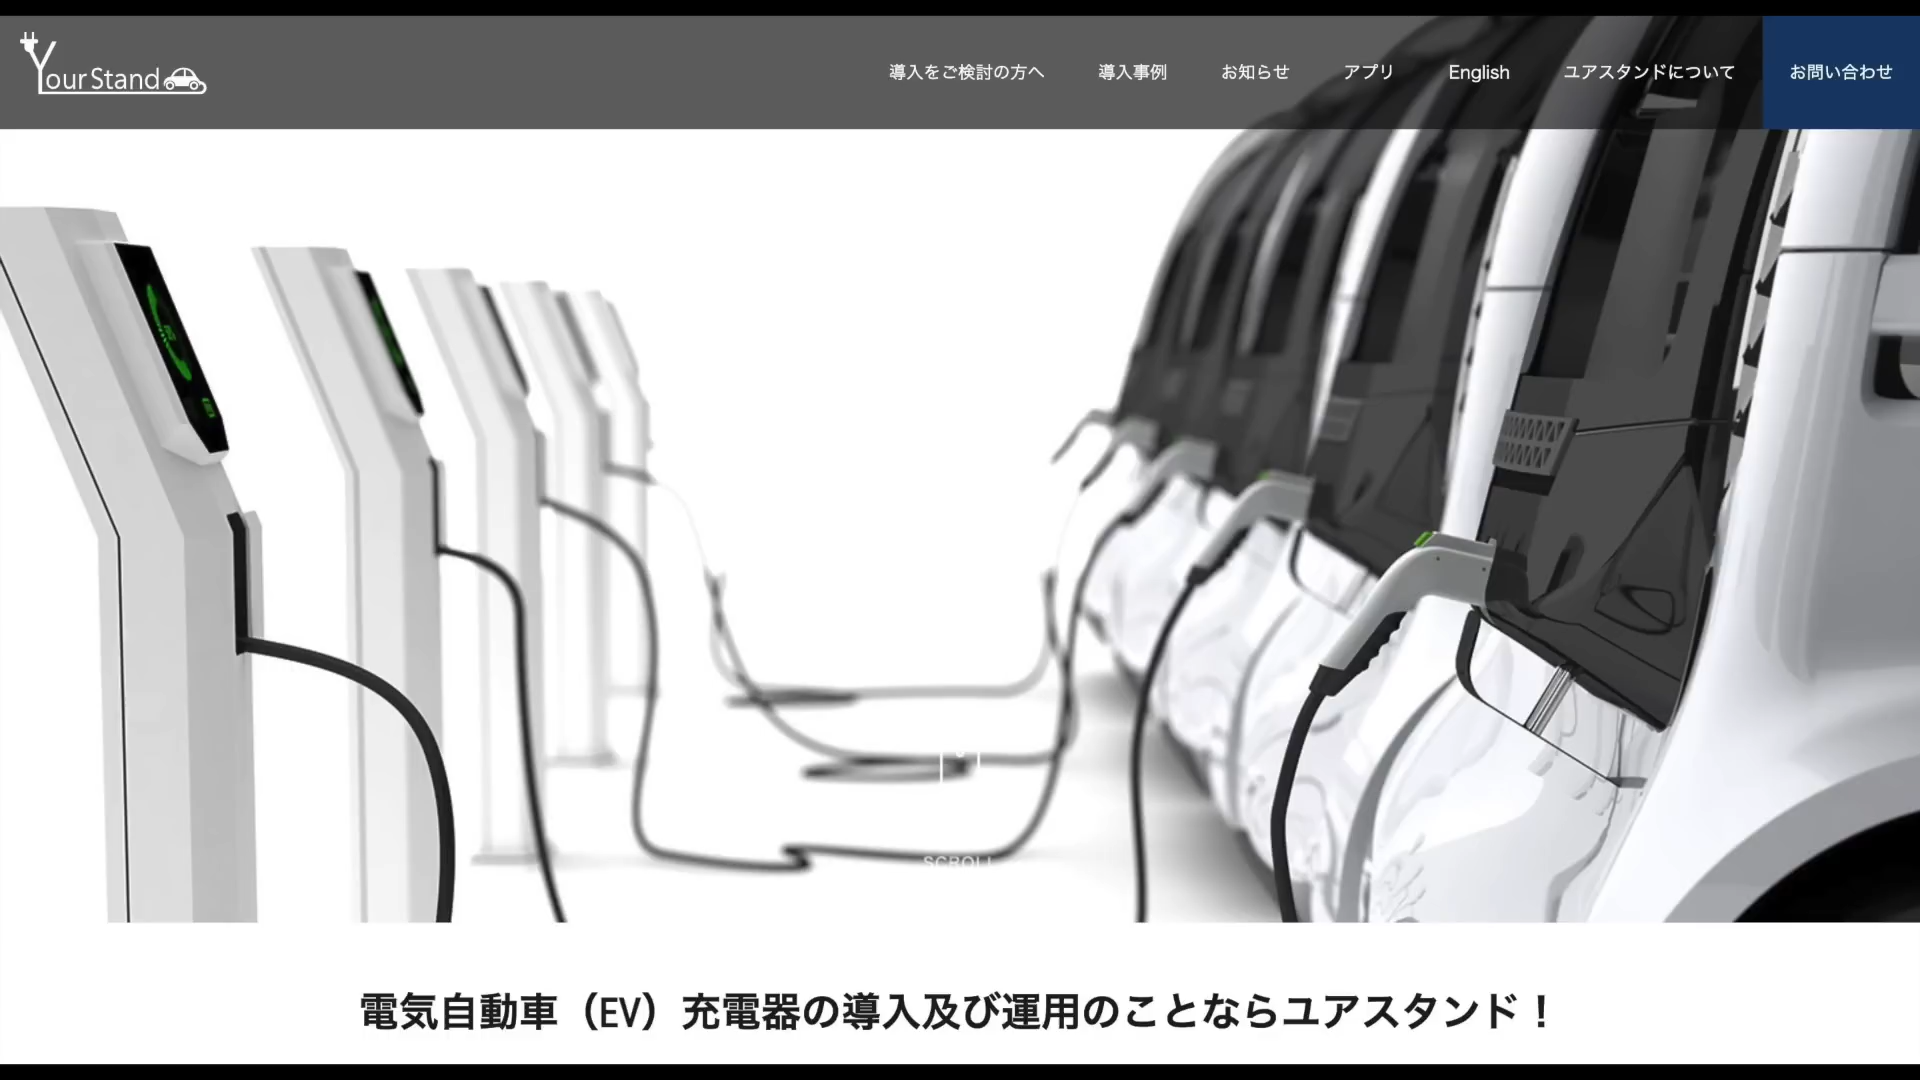 Your Stand
導入をご検討の方へ
導入事例
お知らせ
アプリ
English
ユアスタンドについて
お問い合わせ
SCROLL
電気自動車（EV）充電器の導入及び運用のことならユアスタンド！